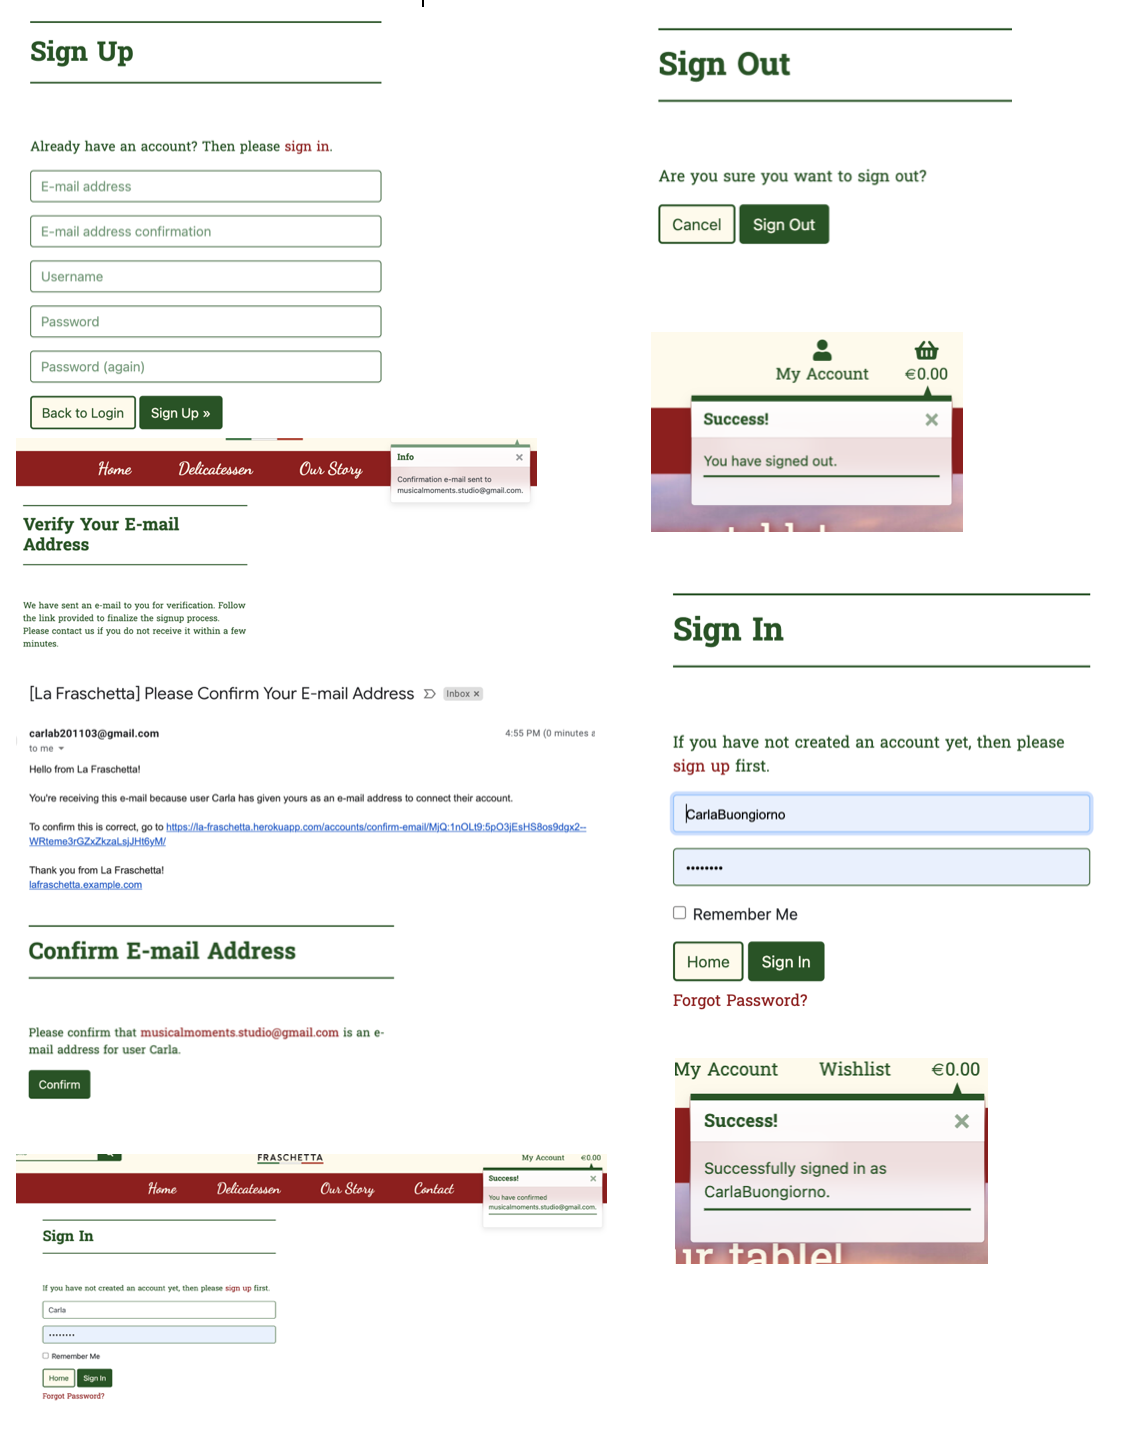 Sign Up
Already have an account? Then please sign in.
E-mail address
E-mail address confirmation
Username
Password
Password (again)
Back to Login
Sign Up »
Home
Delicatessen
Our Story
Info
×
Confirmation e-mail sent to
musicalmoments.studio@gmail.com.
Verify Your E-mail
Address
We have sent an e-mail to you for verification. Follow
the link provided to finalize the signup process.
Please contact us if you do not receive it within a few
minutes.
[La Fraschetta] Please Confirm Your E-mail Address
Inbox ×
carlab201103@gmail.com
4:55 PM (0 minutes a
to me
Hello from La Fraschetta!
You're receiving this e-mail because user Carla has given yours as an e-mail address to connect their account.
To confirm this is correct, go to https://la-fraschetta.herokuapp.com/accounts/confirm-email/MjQ:1nOLt9:5pO3jEsHS8os9dgx2--
WRteme3rGZxZkzaLsjJHt6yM/
Thank you from La Fraschetta!
lafraschetta.example.com
Confirm E-mail Address
Please confirm that musicalmoments.studio@gmail.com is an e-
mail address for user Carla.
Confirm
FRASCHETTA
My Account
€0.00
Home
Delicatessen
Our Story
Contact
Success!
×
You have confirmed
musicalmoments.studio@gmail.com.
Sign In
If you have not created an account yet, then please sign up first.
Carla
••••••••
Remember Me
Home
Sign In
Forgot Password?
Sign Out
Are you sure you want to sign out?
Cancel
Sign Out
My Account
€0.00
Success!
×
You have signed out.
Sign In
If you have not created an account yet, then please
sign up first.
CarlaBuongiorno
••••••••
Remember Me
Home
Sign In
Forgot Password?
My Account
Wishlist
€0.00
Success!
×
Successfully signed in as
CarlaBuongiorno.
ur table!